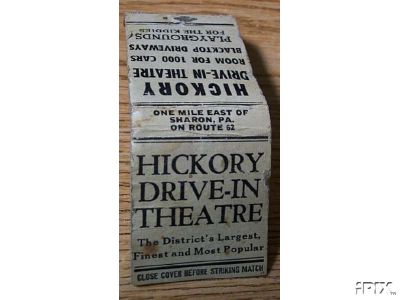 HICKORY
DRIVE-IN THEATRE
ROOM FOR 1000 CARS
BLACKTOP DRIVEWAYS
PLAYGROUNDS
FOR THE KIDDIES
ONE MILE EAST OF
SHARON, PA.
ON ROUTE 62
HICKORY
DRIVE-IN
THEATRE
The District's Largest,
Finest and Most Popular
CLOSE COVER BEFORE STRIKING MATCH
iPIX